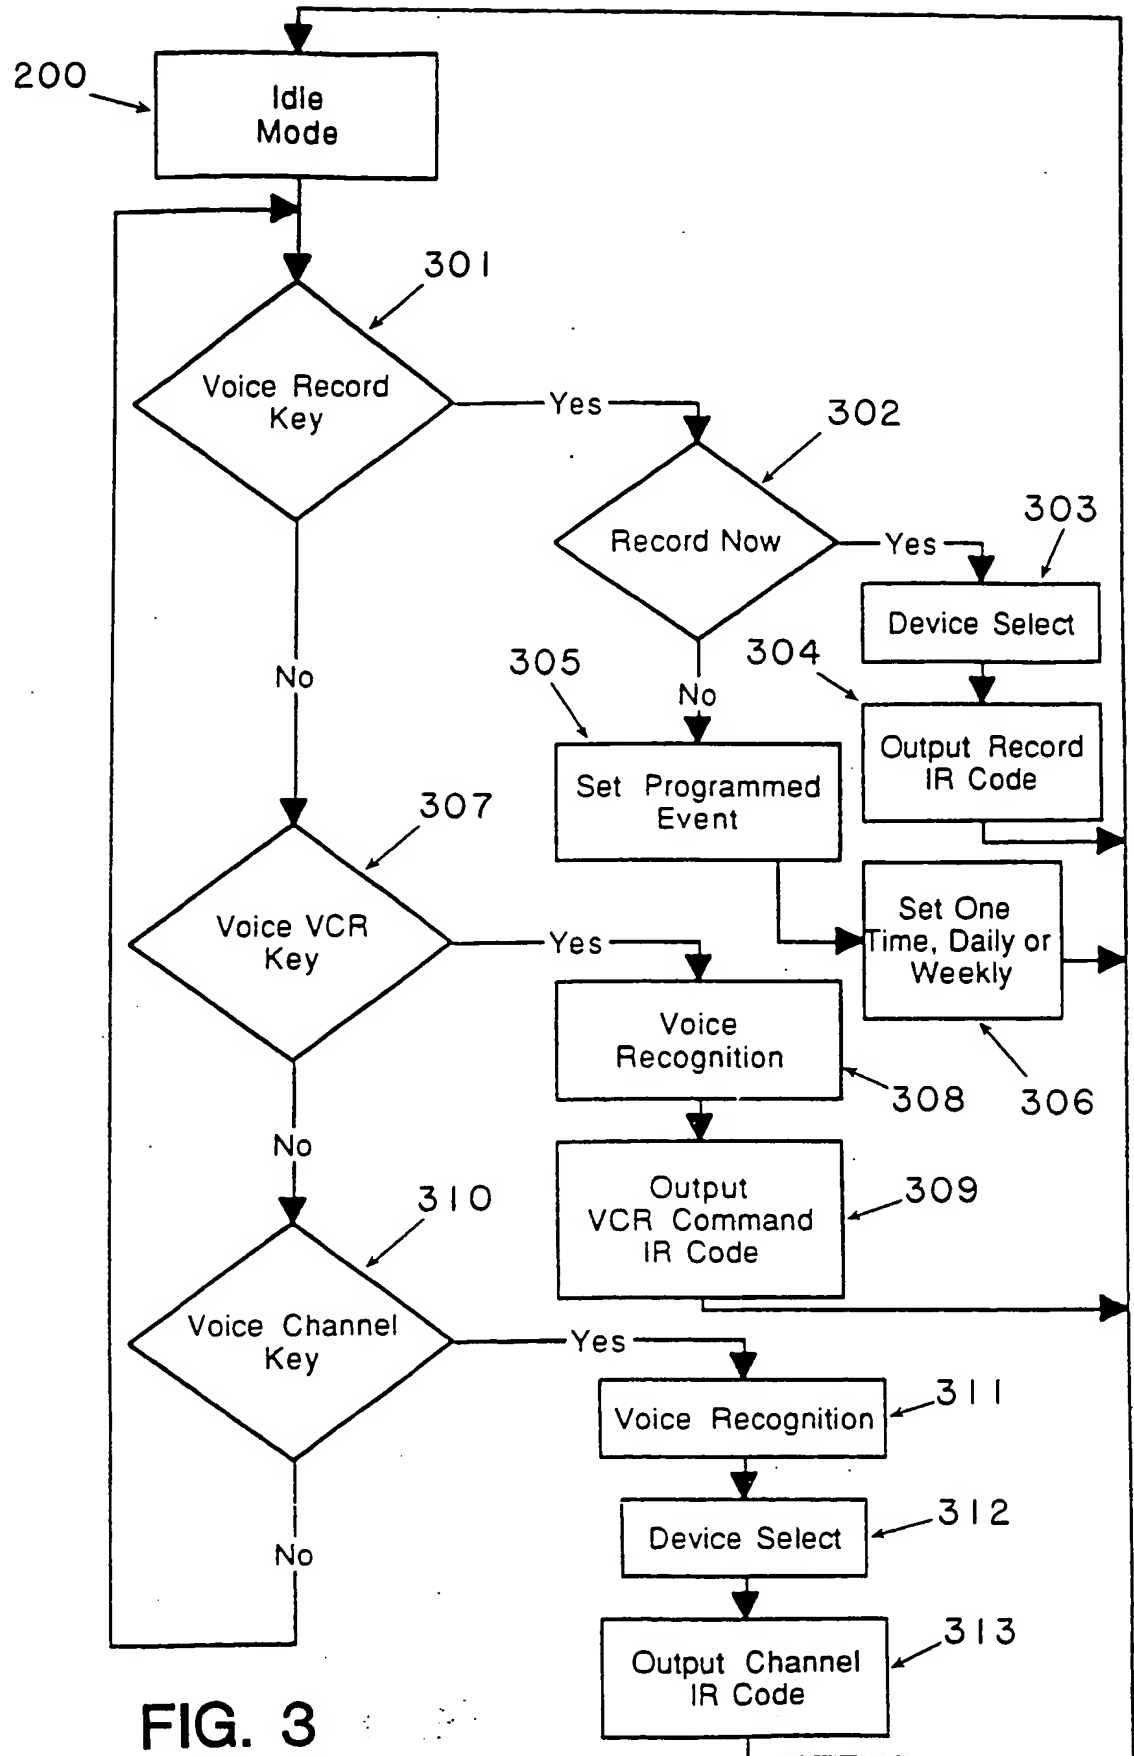 200
Idle
Mode
301
Voice Record
Key
Yes
302
Record Now
Yes
303
Device Select
304
Output Record
IR Code
No
305
Set Programmed
Event
Set One
Time, Daily or
Weekly
306
No
307
Voice VCR
Key
Yes
Voice
Recognition
308
Output
VCR Command
IR Code
309
No
310
Voice Channel
Key
Yes
311
Voice Recognition
312
Device Select
313
Output Channel
IR Code
No
FIG. 3